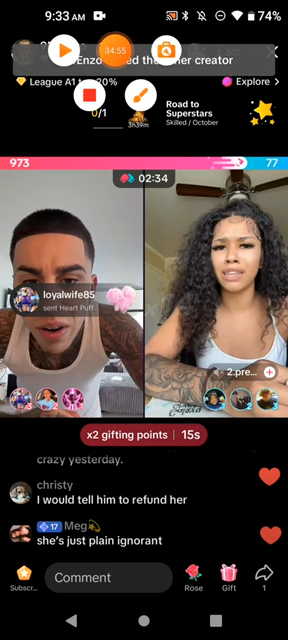 9:33 AM
74%
34:55
Enzo
the
her creator
League A1
20%
Explore
0/1
3h39m
Road to
Superstars
Skilled / October
973
77
02:34
loyalwife85
sent Heart Puff
2.pre...
x2 gifting points | 15s
crazy yesterday.
christy
I would tell him to refund her
17 Meg
she's just plain ignorant
Subscr...
Comment
Rose
Gift
1